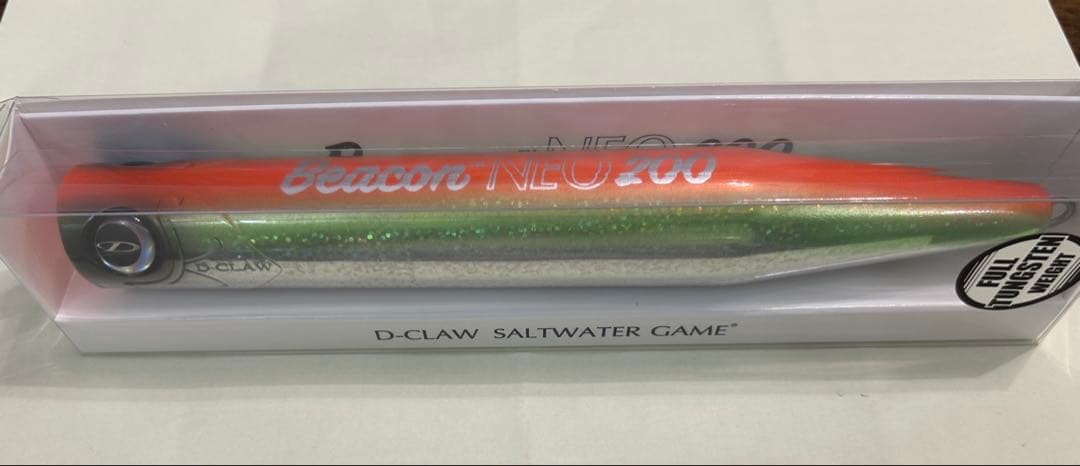 Beacon NEO 200
D-CLAW
FULL
TUNGSTEN
WEIGHT
D-CLAW SALTWATER GAME®